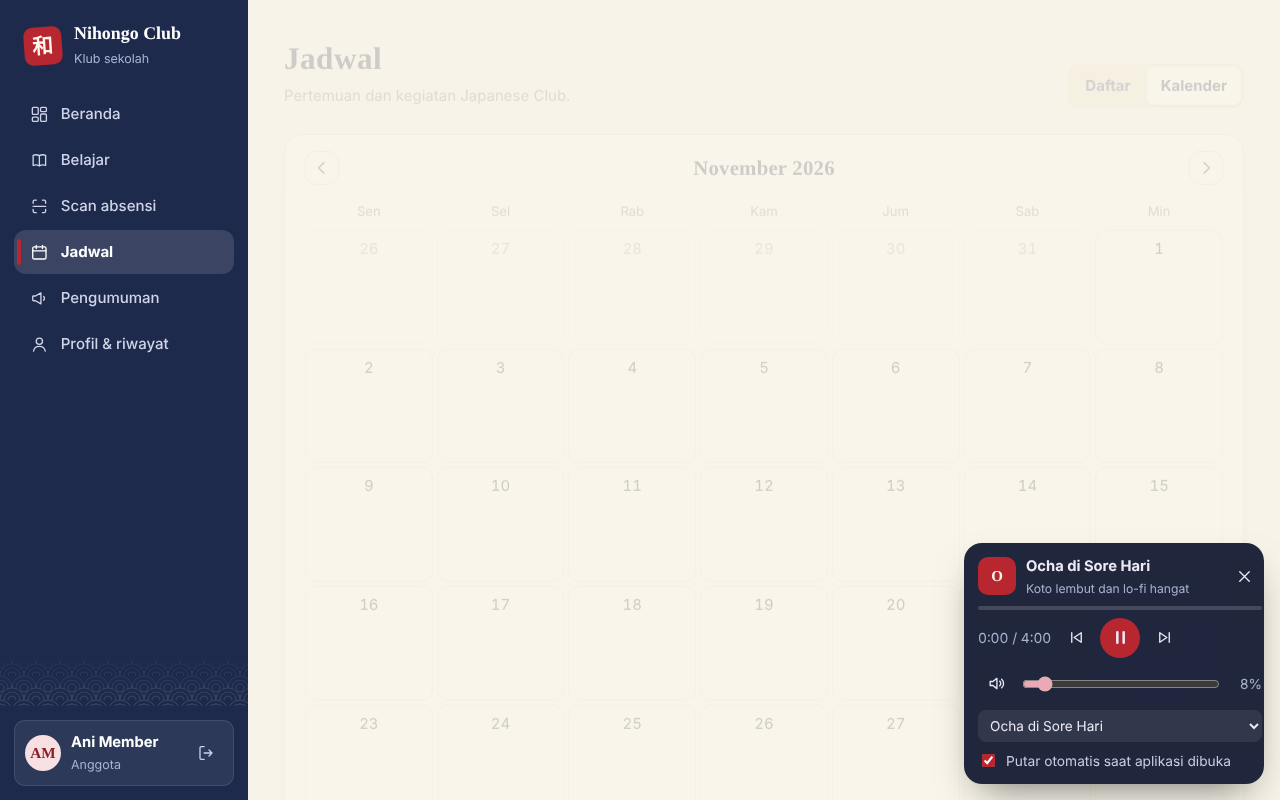 和
Nihongo Club
Klub sekolah
Beranda
Belajar
Scan absensi
Jadwal
Pengumuman
Profil & riwayat
AM
Ani Member
Anggota
Jadwal
Pertemuan dan kegiatan Japanese Club.
Daftar Kalender
November 2026
Sen Sel Rab Kam Jum Sab Min
26 27 28 29 30 31 1
2 3 4 5 6 7 8
9 10 11 12 13 14 15
16 17 18 19 20
23 24 25 26 27
O
Ocha di Sore Hari
Koto lembut dan lo-fi hangat
0:00 / 4:00
8%
Ocha di Sore Hari
Putar otomatis saat aplikasi dibuka